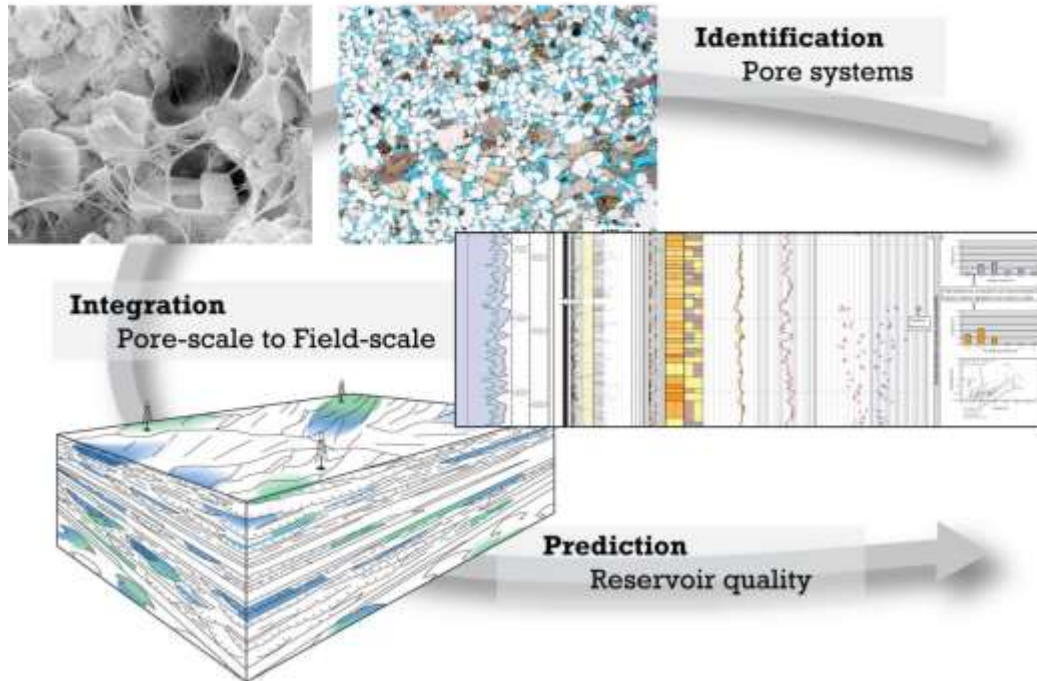 Identification
Pore systems
Integration
Pore-scale to Field-scale
Prediction
Reservoir quality